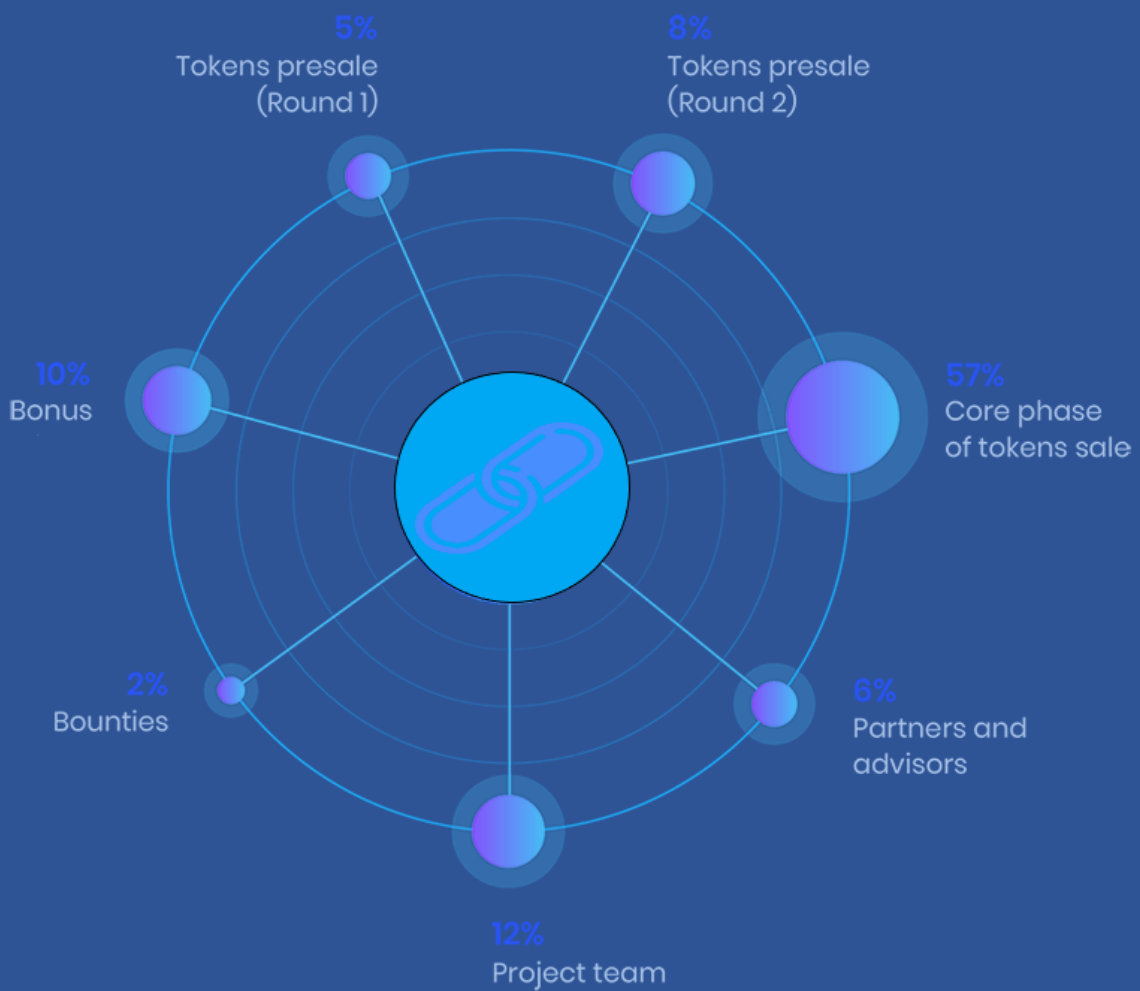 5%
Tokens presale
(Round 1)
8%
Tokens presale
(Round 2)
10%
Bonus
57%
Core phase
of tokens sale
2%
Bounties
6%
Partners and
advisors
12%
Project team